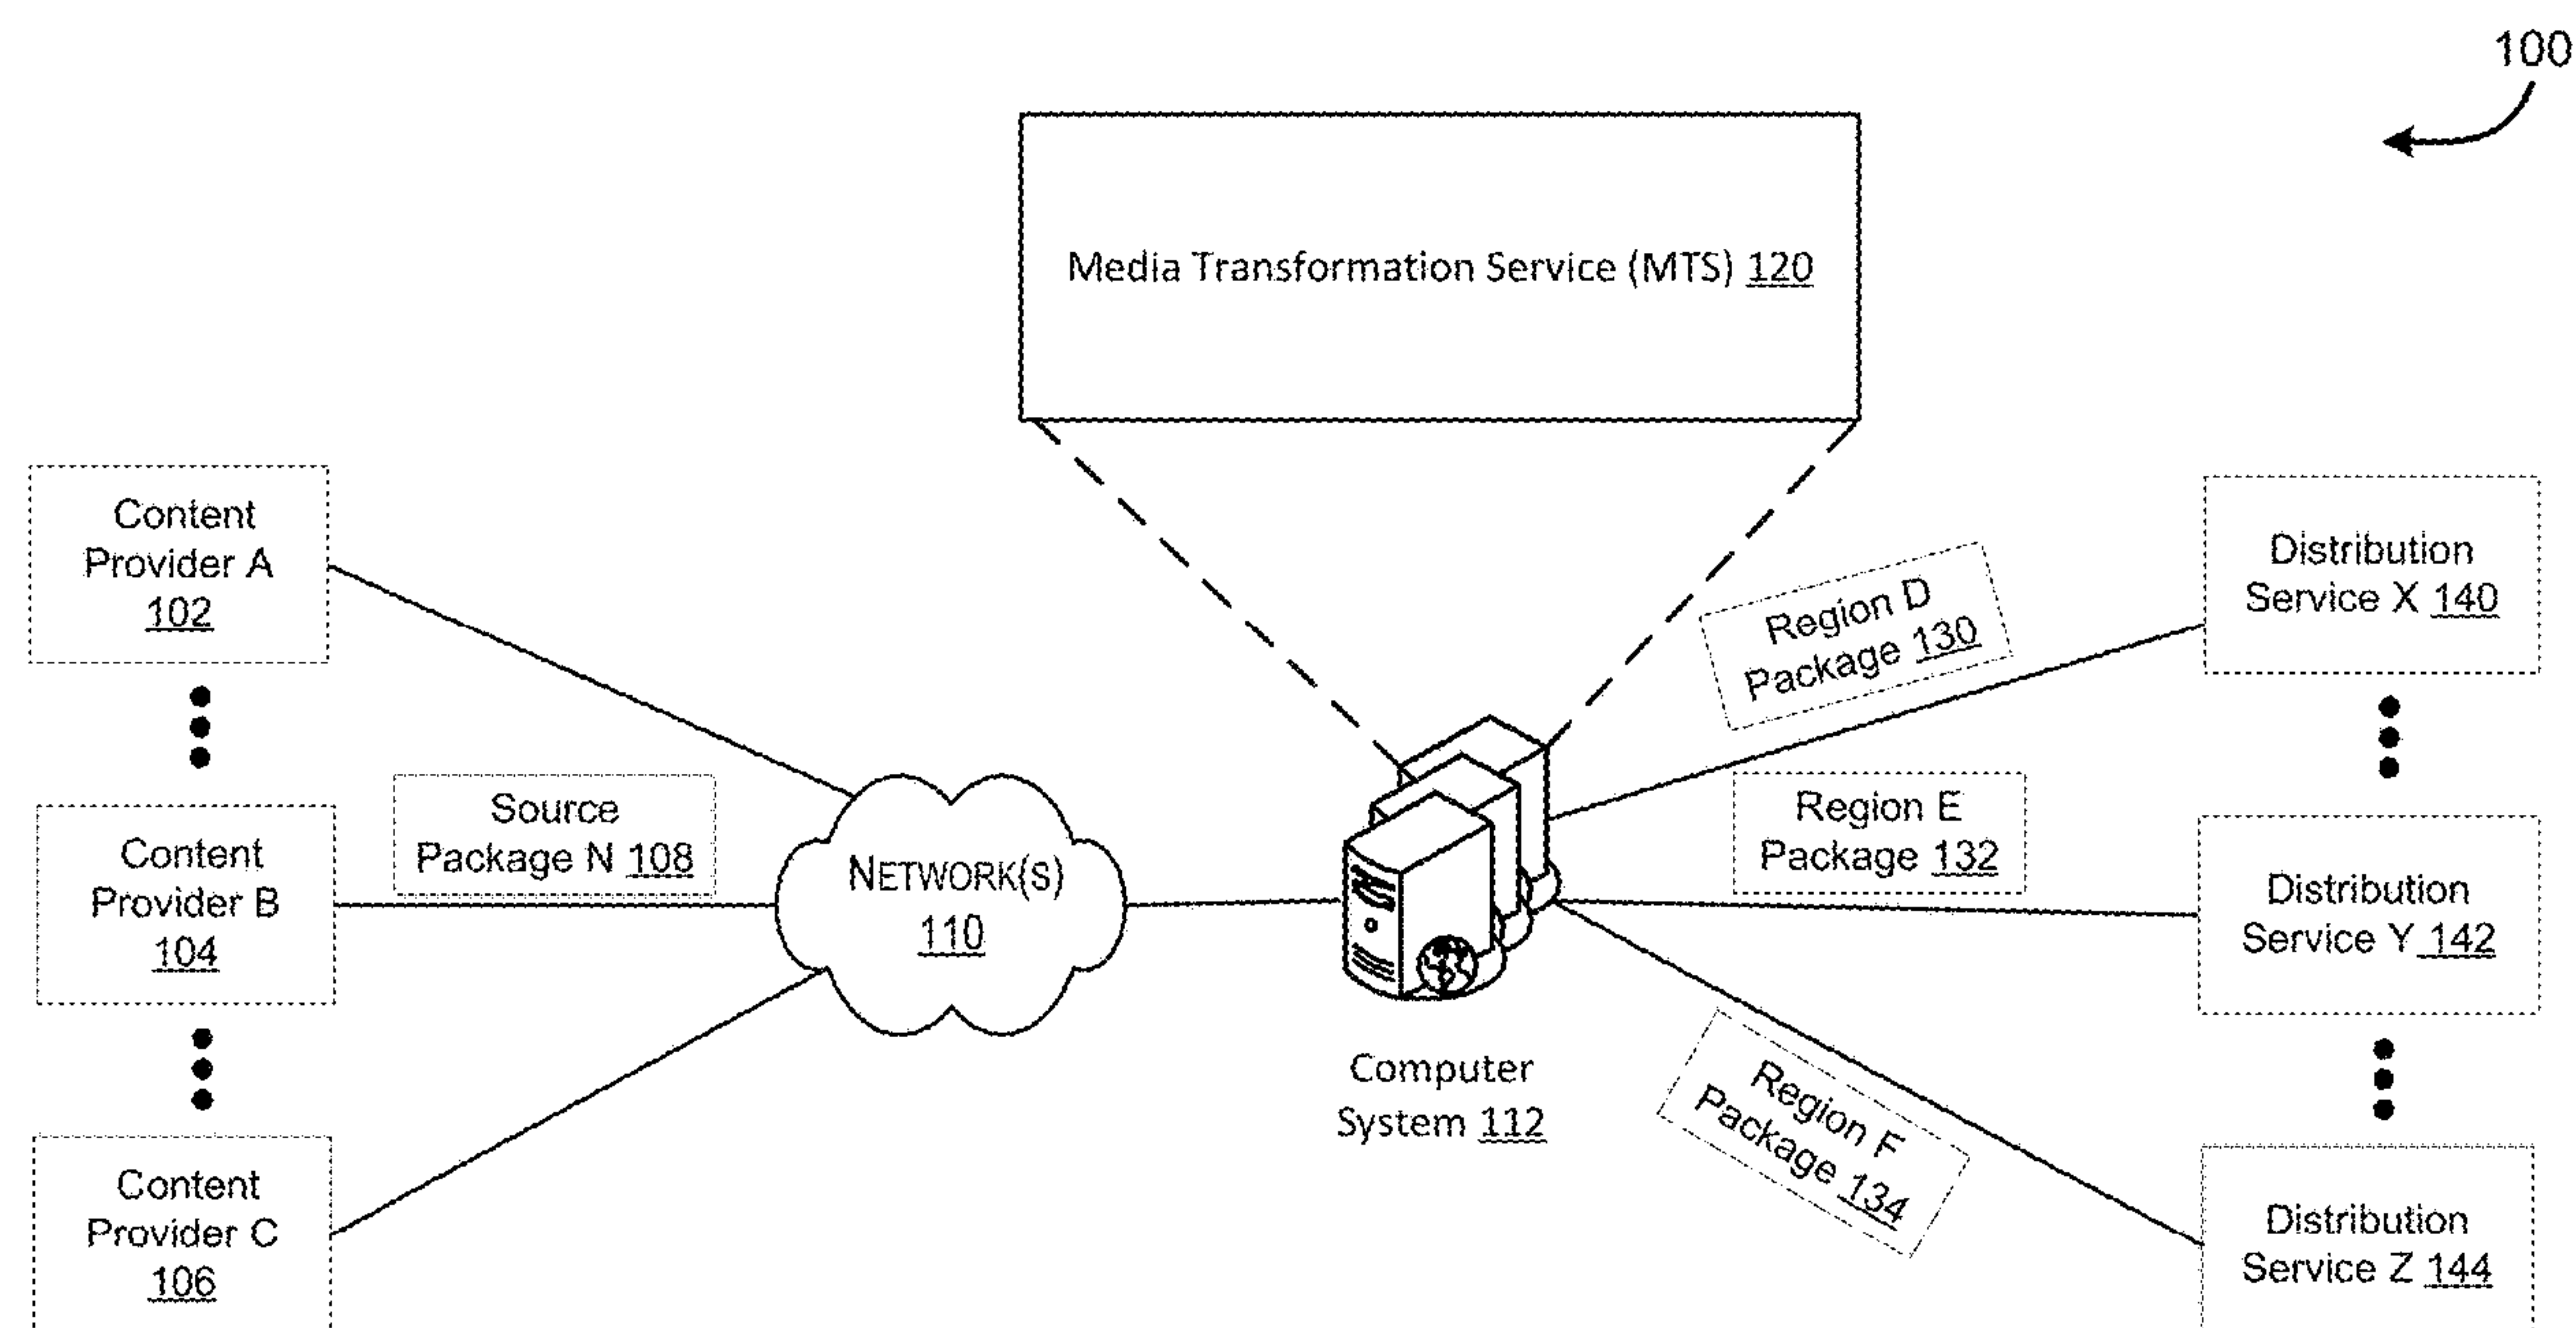 100
Media Transformation Service (MTS) 120
Content
Provider A
102
Content
Provider B
104
Content
Provider C
106
Source
Package N 108
NETWORK(S)
110
Computer
System 112
Region D
Package 130
Region E
Package 132
Region F
Package 134
Distribution
Service X 140
Distribution
Service Y 142
Distribution
Service Z 144